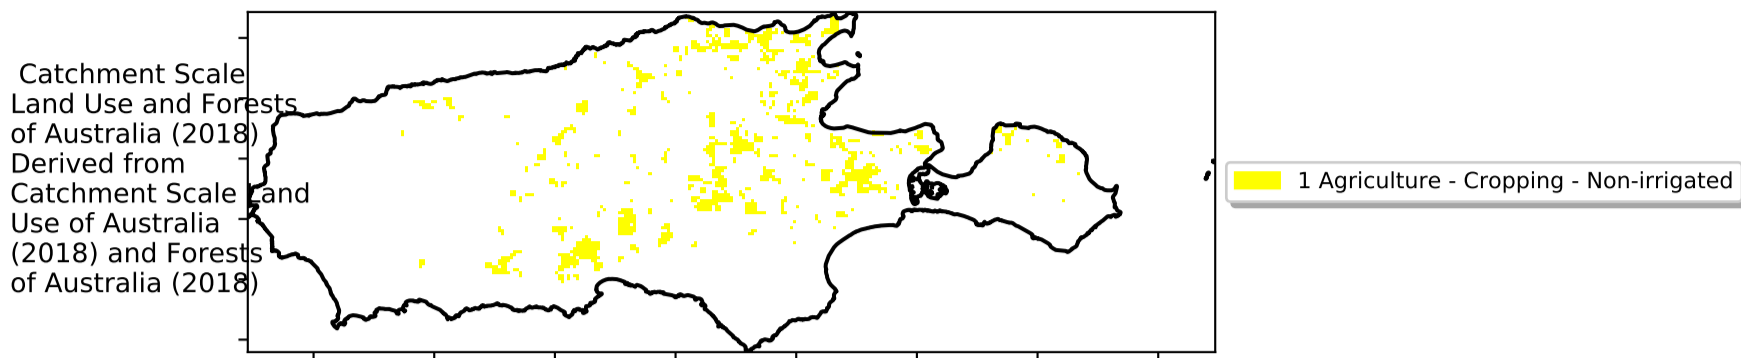 Catchment Scale
Land Use and Forests
of Australia (2018)
Derived from
Catchment Scale Land
Use of Australia
(2018) and Forests
of Australia (2018)
1 Agriculture - Cropping - Non-irrigated